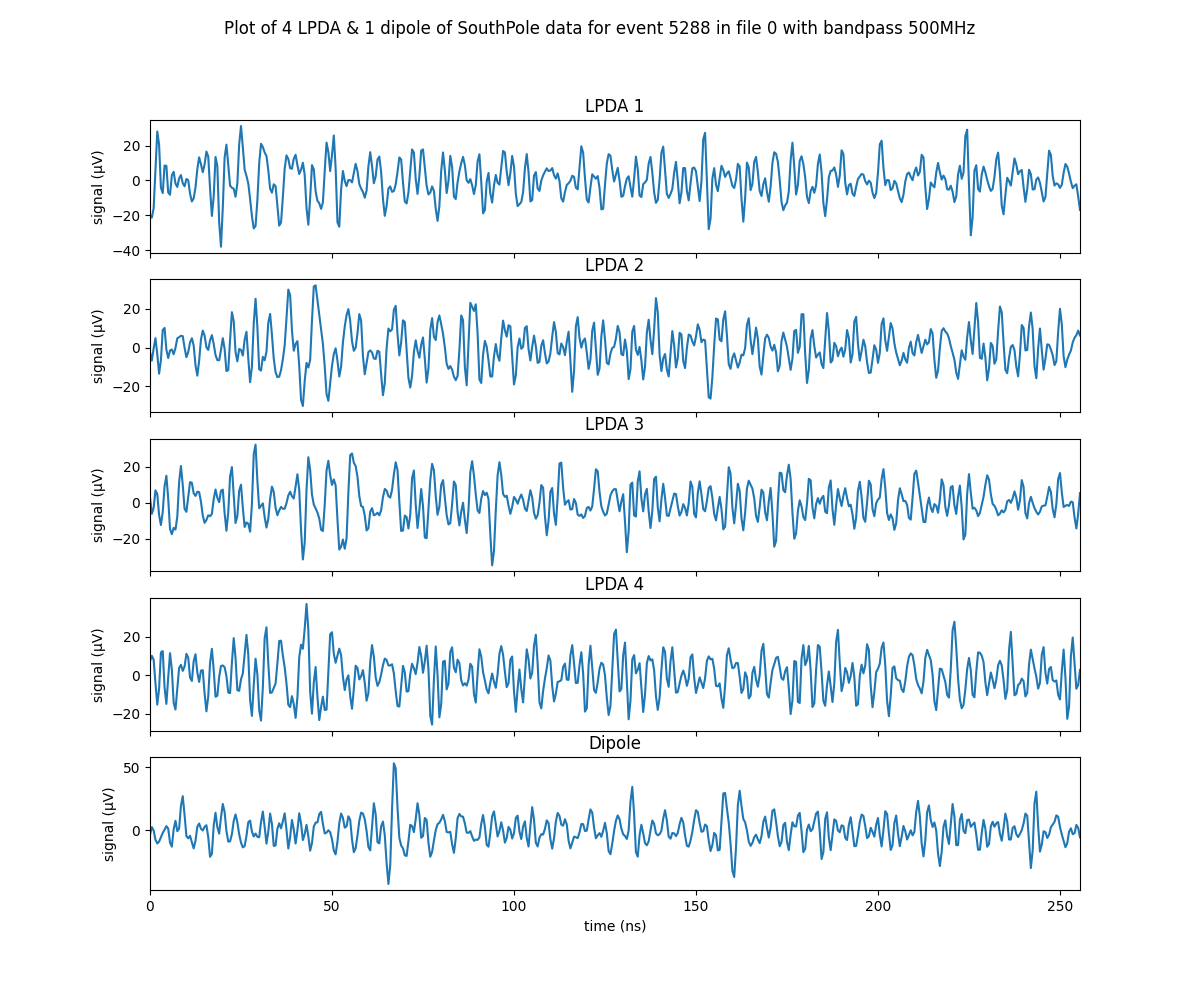 Plot of 4 LPDA & 1 dipole of SouthPole data for event 5288 in file 0 with bandpass 500MHz
LPDA 1
signal (μV)
20
0
−20
−40
LPDA 2
signal (μV)
20
0
−20
LPDA 3
signal (μV)
20
0
−20
LPDA 4
signal (μV)
20
0
−20
Dipole
signal (μV)
50
0
0 50 100 150 200 250
time (ns)